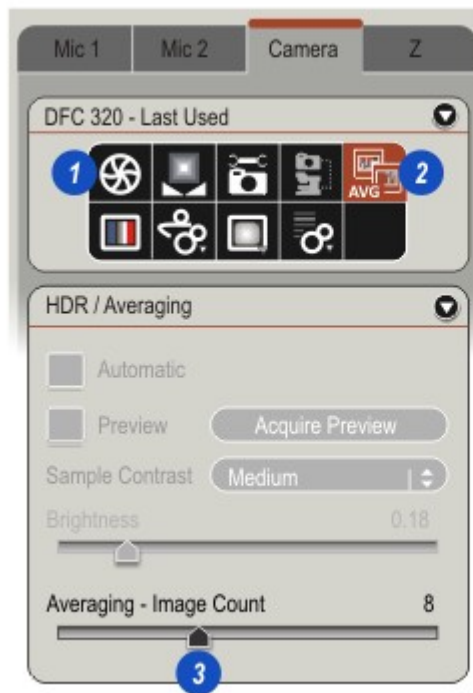 Mic 1 Mic 2 Camera Z
DFC 320 - Last Used
1 2
AVG
HDR / Averaging
Automatic
Preview Acquire Preview
Sample Contrast Medium
Brightness 0.18
Averaging - Image Count 8
3